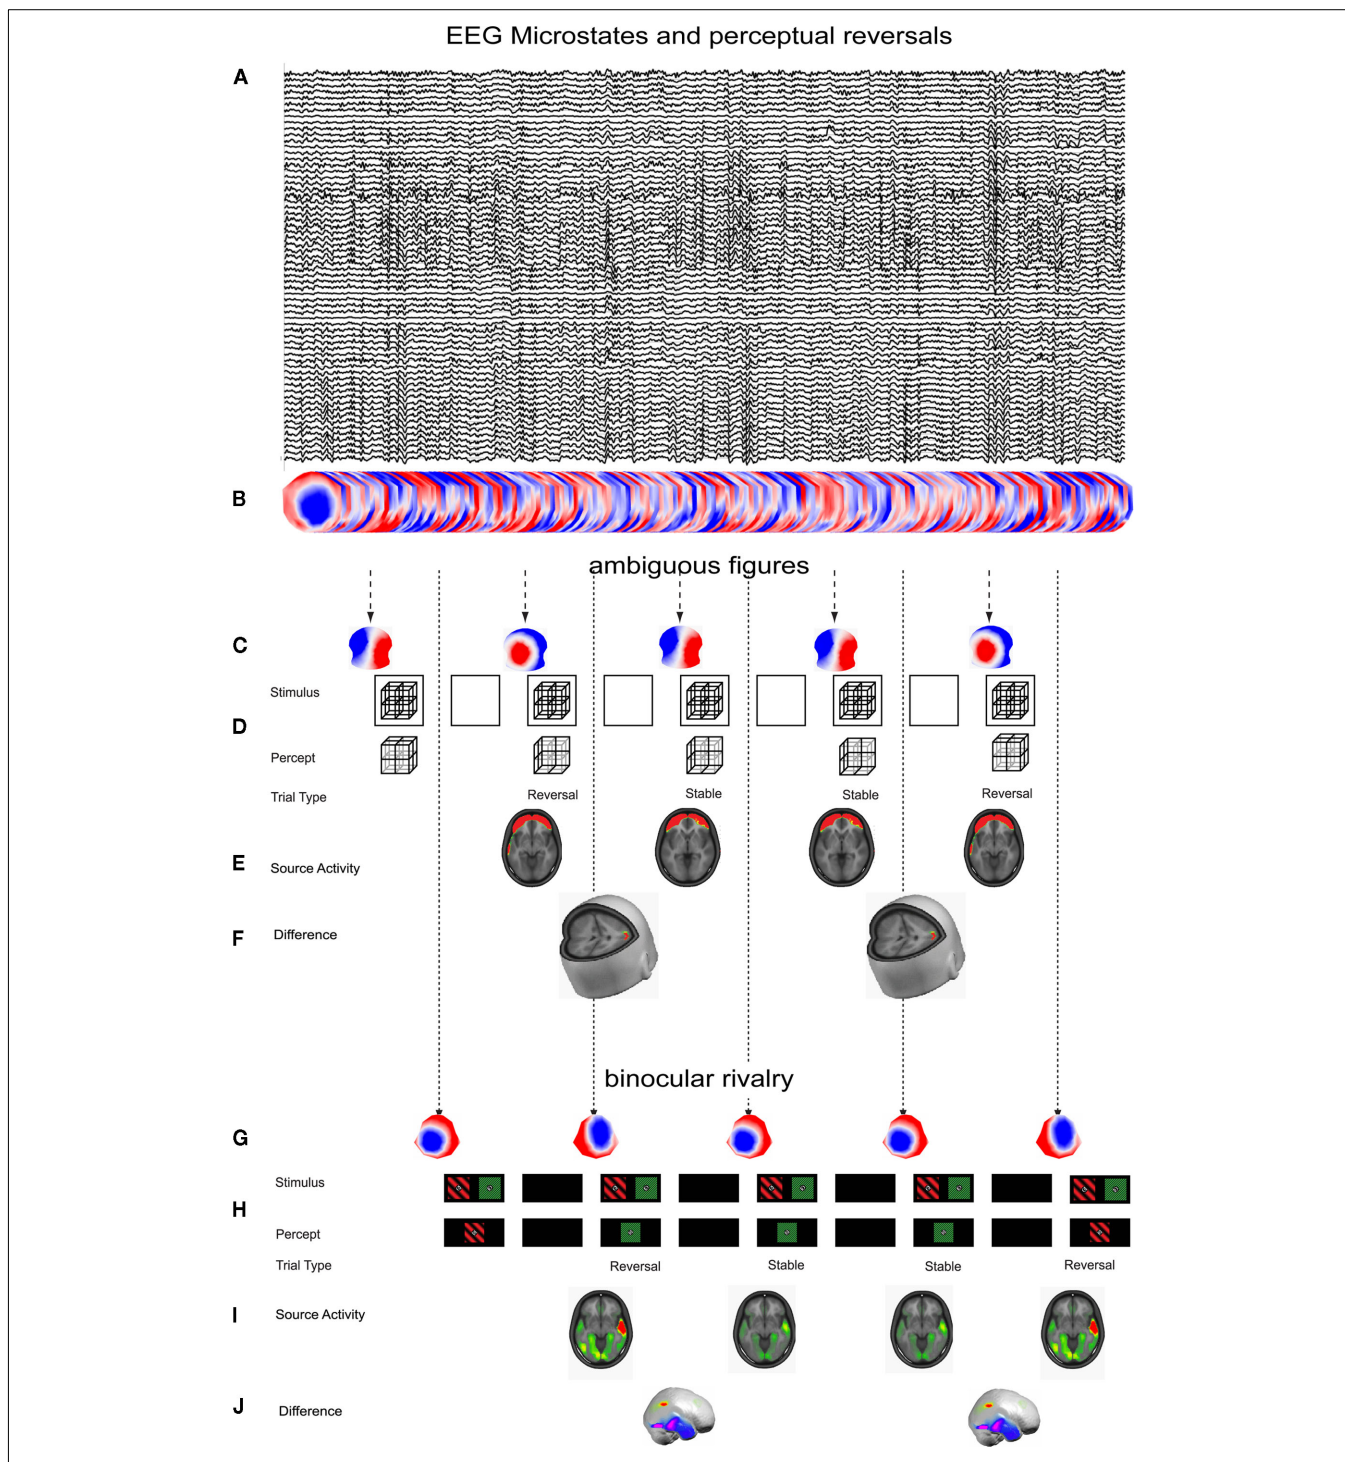 EEG Microstates and perceptual reversals
A
B
ambiguous figures
C
Stimulus
D
Percept
Trial Type Reversal Stable Stable Reversal
E
Source Activity
F Difference
binocular rivalry
G
Stimulus
H
Percept
Trial Type Reversal Stable Stable Reversal
I Source Activity
J Difference